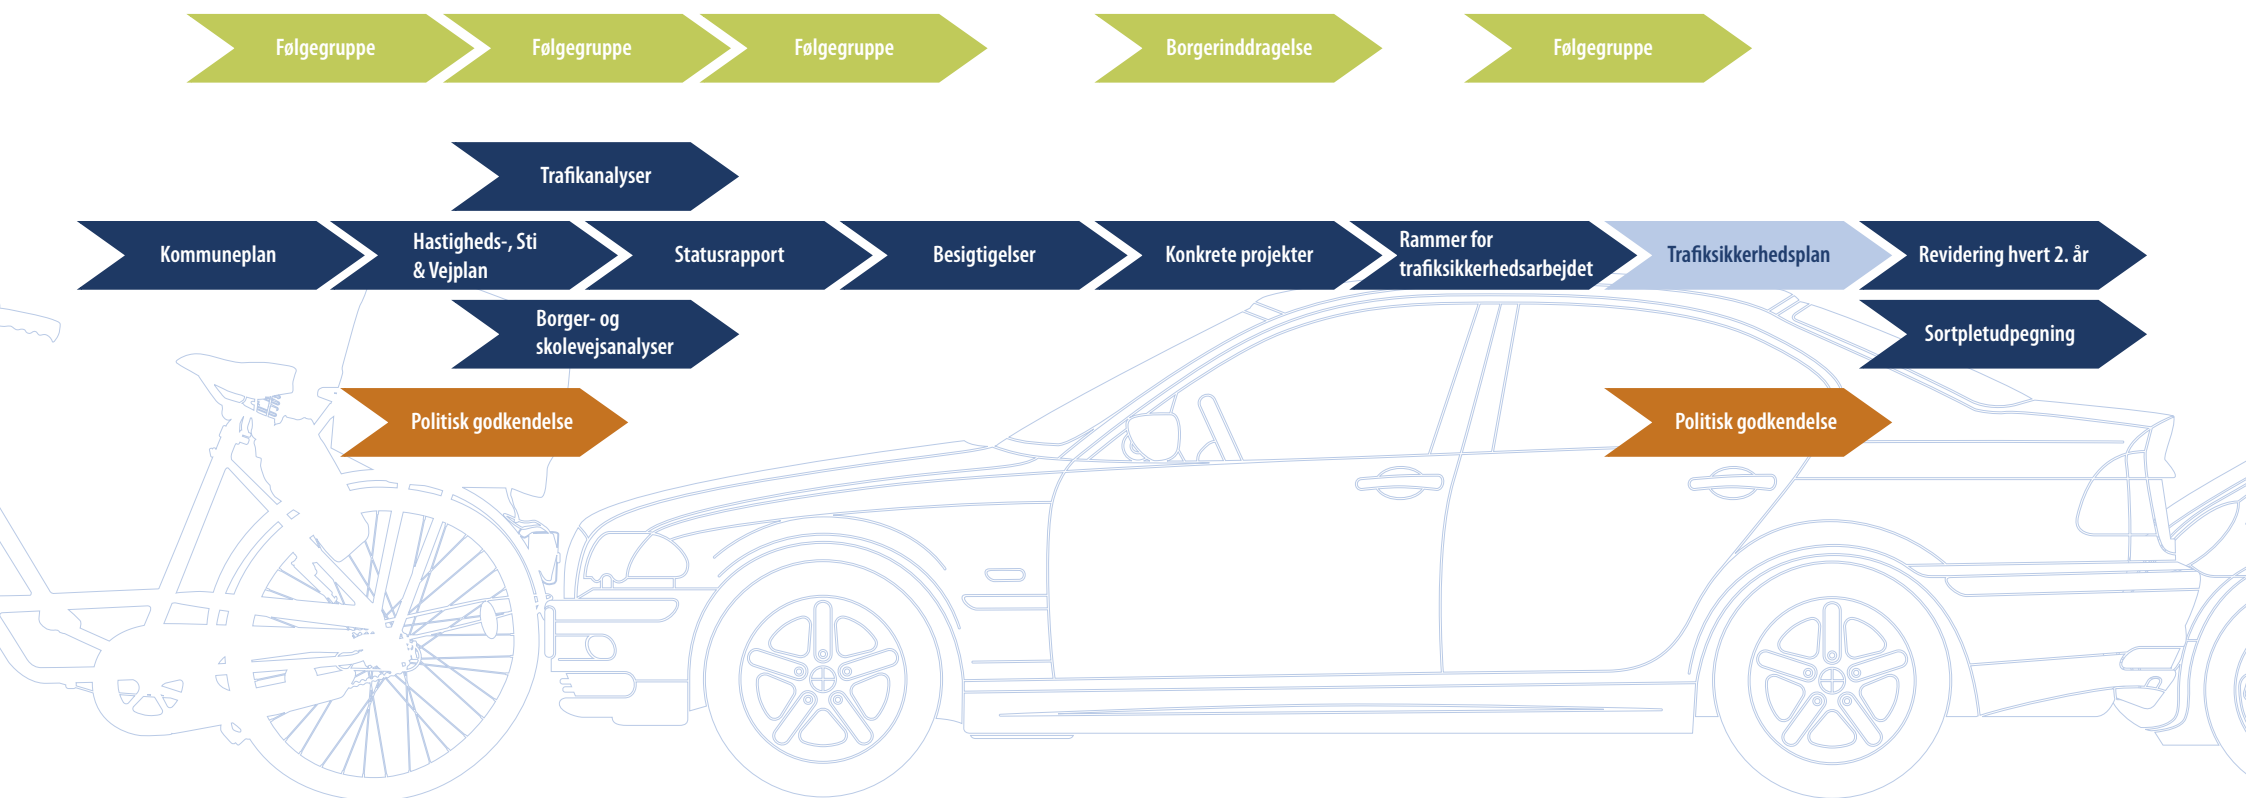 Følgegruppe
Følgegruppe
Følgegruppe
Borgerinddragelse
Følgegruppe
Trafikanalyser
Kommuneplan
Hastigheds-, Sti
& Vejplan
Statusrapport
Besigtigelser
Konkrete projekter
Rammer for
trafiksikkerhedsarbejdet
Trafiksikkerhedsplan
Revidering hvert 2. år
Borger- og
skolevejsanalyser
Sortpletudpegning
Politisk godkendelse
Politisk godkendelse